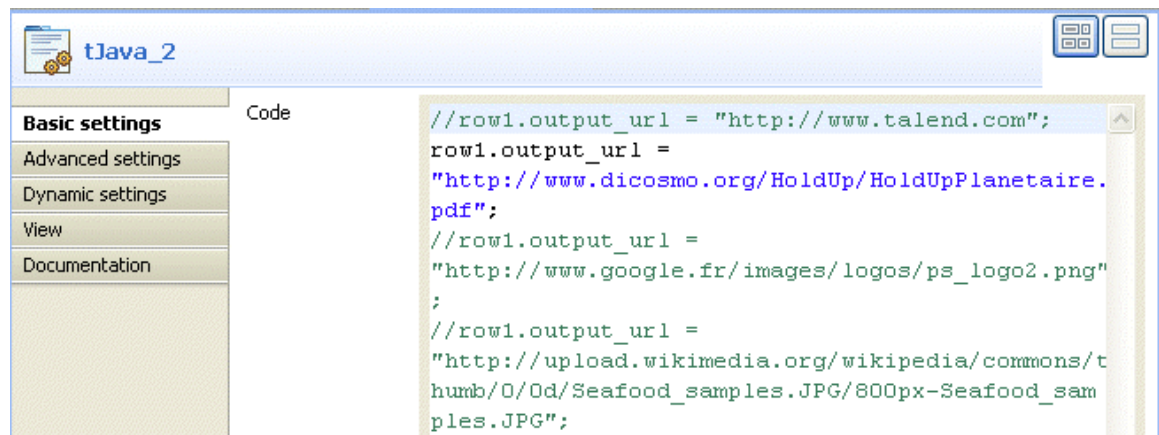 tJava_2
Basic settings
Advanced settings
Dynamic settings
View
Documentation
Code
//row1.output_url = "http://www.talend.com";
row1.output_url =
"http://www.dicosmo.org/HoldUp/HoldUpPlanetaire.
pdf";
//row1.output_url =
"http://www.google.fr/images/logos/ps_logo2.png"
;
//row1.output_url =
"http://upload.wikimedia.org/wikipedia/commons/t
humb/0/0d/Seafood_samples.JPG/800px-Seafood_sam
ples.JPG";